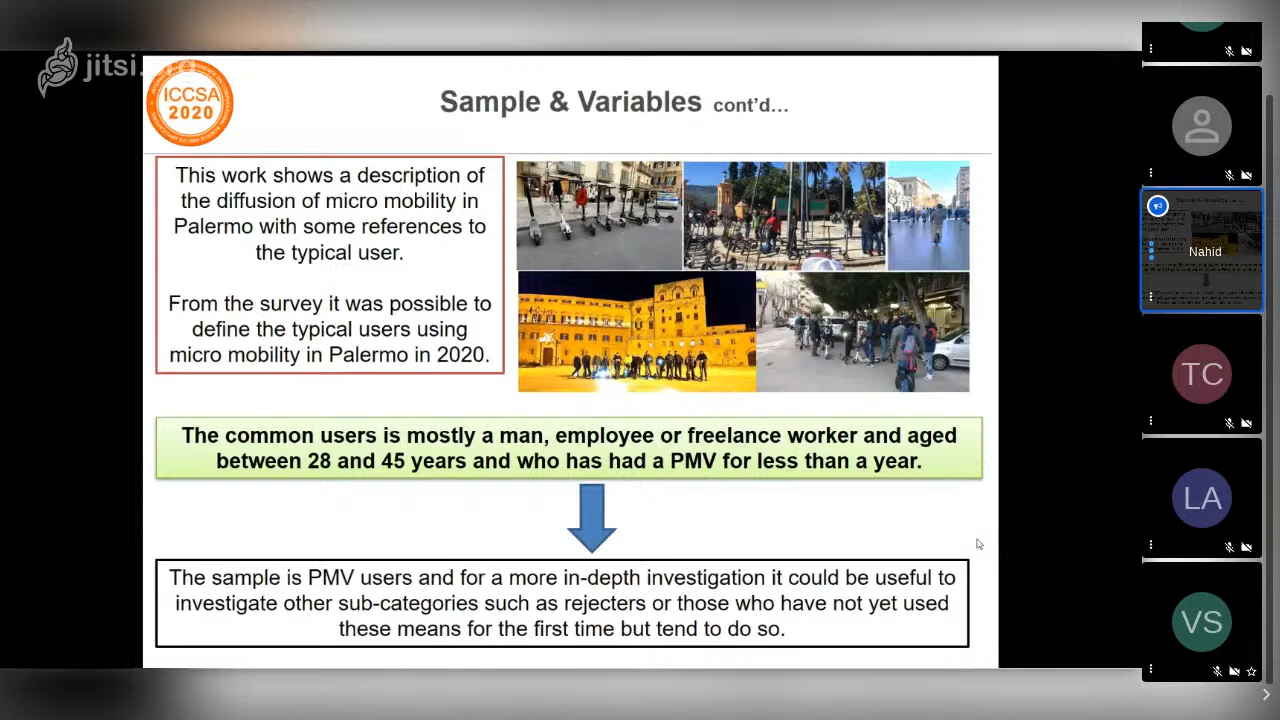 jitsi.org
ICCSA
2020
Sample & Variables cont'd...
This work shows a description of
the diffusion of micro mobility in
Palermo with some references to
the typical user.
From the survey it was possible to
define the typical users using
micro mobility in Palermo in 2020.
The common users is mostly a man, employee or freelance worker and aged
between 28 and 45 years and who has had a PMV for less than a year.
The sample is PMV users and for a more in-depth investigation it could be useful to
investigate other sub-categories such as rejecters or those who have not yet used
these means for the first time but tend to do so.
Nahid
TC
LA
VS